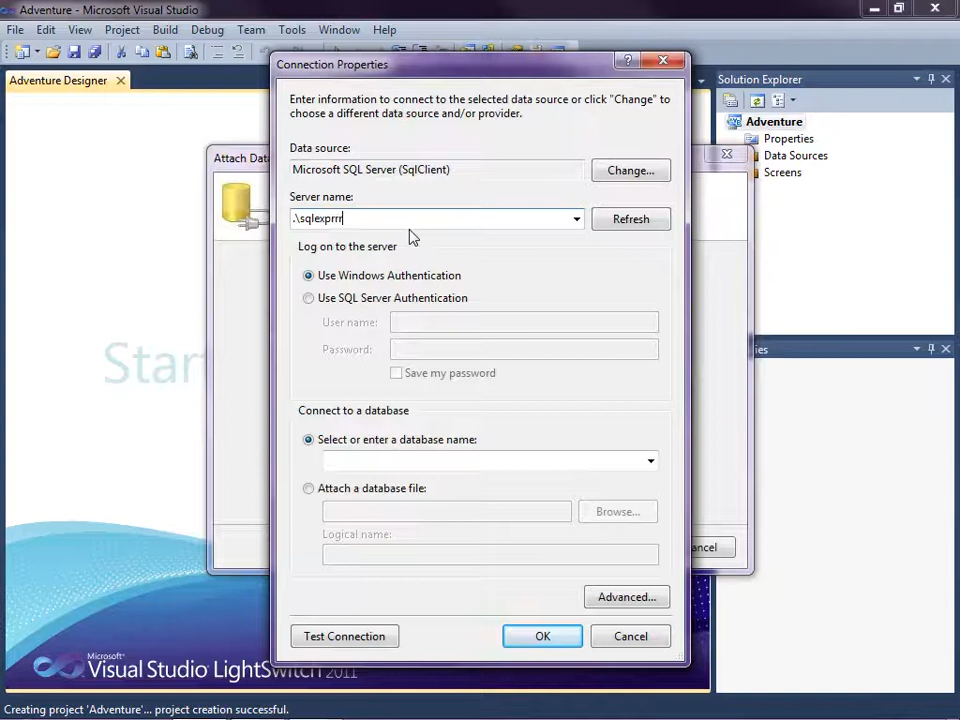 Adventure - Microsoft Visual Studio
File Edit View Project Build Debug Team Tools Window Help
Adventure Designer
Connection Properties
Solution Explorer
Enter information to connect to the selected data source or click "Change" to
choose a different data source and/or provider.
Adventure
Properties
Data Sources
Screens
Attach Dat
Data source:
Microsoft SQL Server (SqlClient)
Change...
Server name:
.\sqlexprrr
Refresh
Log on to the server
Use Windows Authentication
Use SQL Server Authentication
User name:
Password:
Save my password
Star
ies
Connect to a database
Select or enter a database name:
Attach a database file:
Browse...
Logical name:
ancel
Advanced...
Test Connection
OK
Cancel
Microsoft®
Visual Studio LightSwitch 2011
Creating project 'Adventure'... project creation successful.